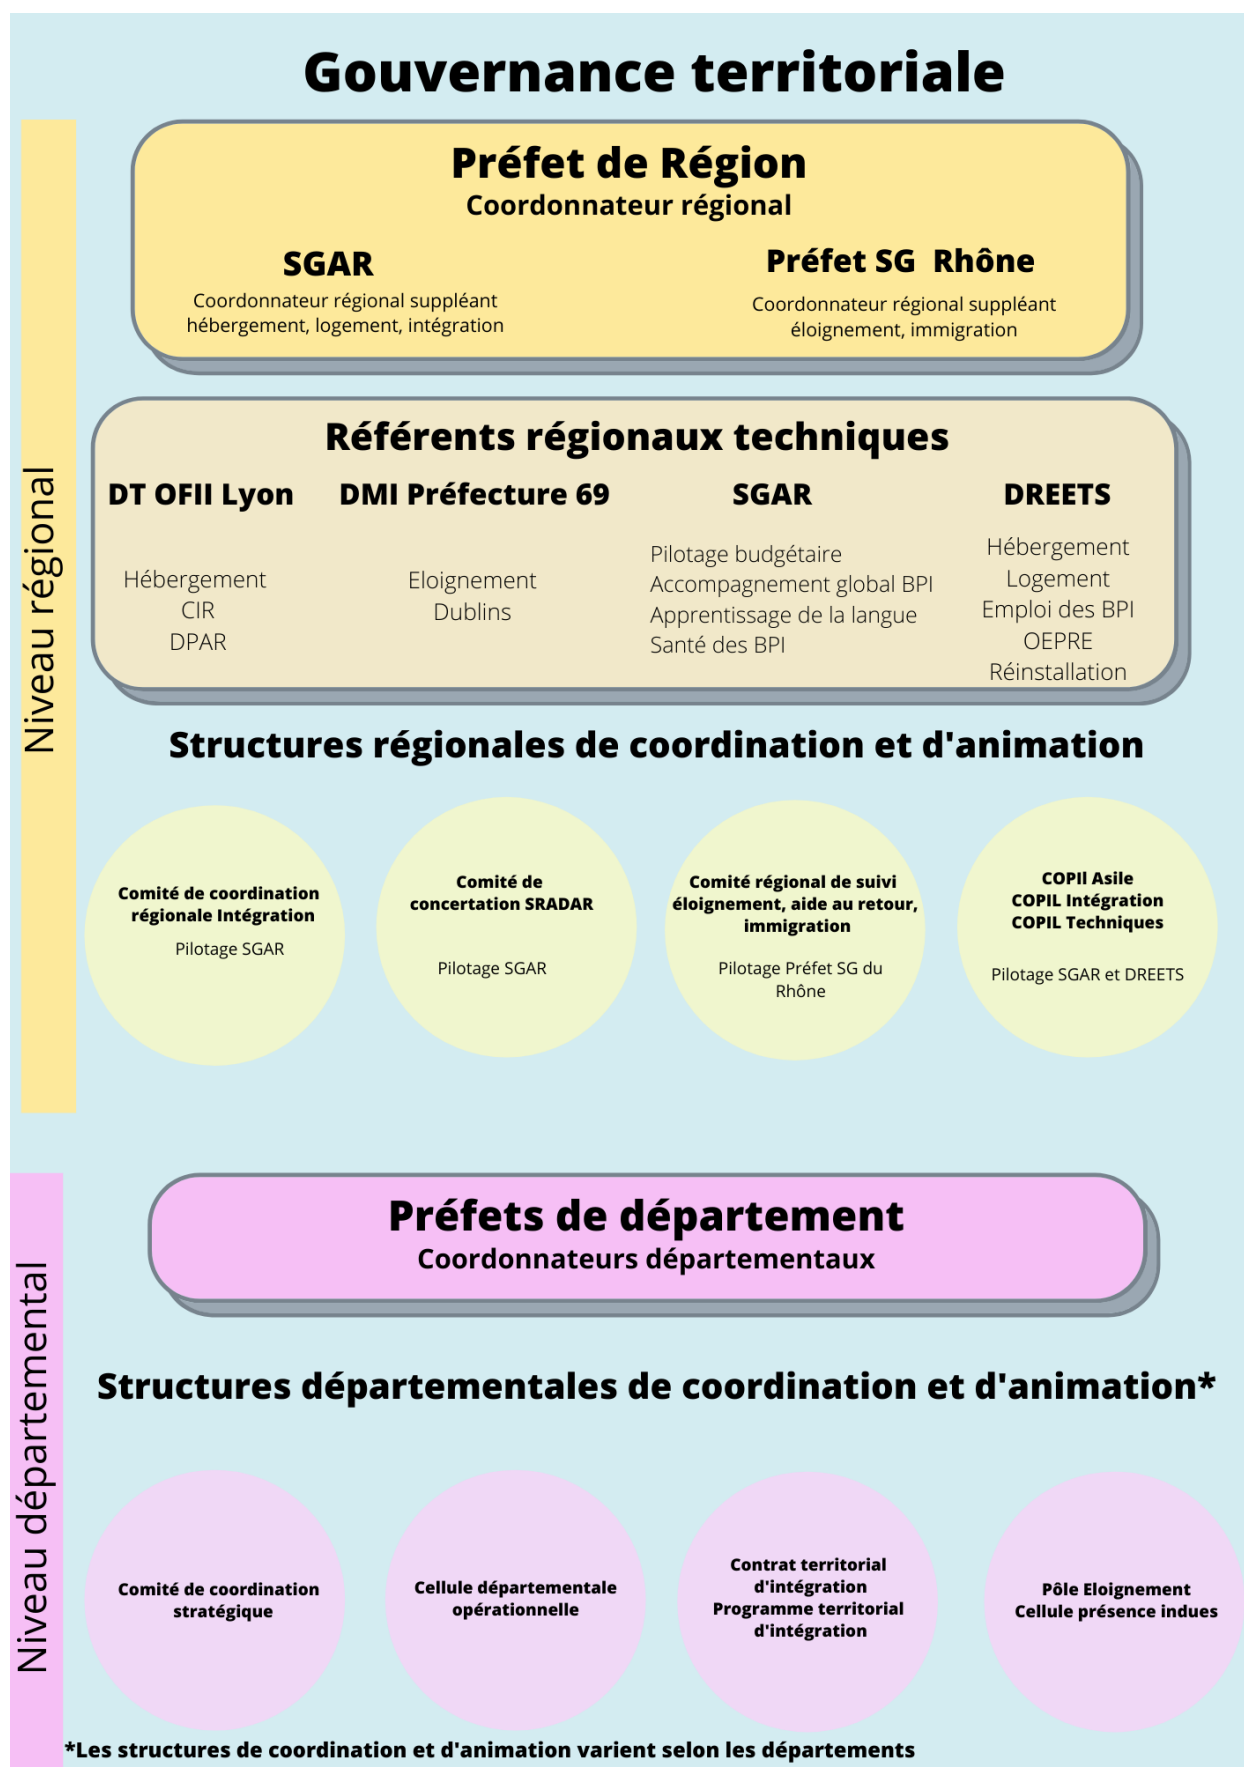 Gouvernance territoriale
Niveau régional
Préfet de Région
Coordonnateur régional
SGAR
Coordonnateur régional suppléant
hébergement, logement, intégration
Préfet SG Rhône
Coordonnateur régional suppléant
éloignement, immigration
Référents régionaux techniques
DT OFII Lyon
Hébergement
CIR
DPAR
DMI Préfecture 69
Eloignement
Dublins
SGAR
Pilotage budgétaire
Accompagnement global BPI
Apprentissage de la langue
Santé des BPI
DREETS
Hébergement
Logement
Emploi des BPI
OEPRE
Réinstallation
Structures régionales de coordination et d'animation
Comité de coordination
régionale Intégration
Pilotage SGAR
Comité de
concertation SRADAR
Pilotage SGAR
Comité régional de suivi
éloignement, aide au retour,
immigration
Pilotage Préfet SG du
Rhône
COPIl Asile
COPIL Intégration
COPIL Techniques
Pilotage SGAR et DREETS
Niveau départemental
Préfets de département
Coordonnateurs départementaux
Structures départementales de coordination et d'animation*
Comité de coordination
stratégique
Cellule départementale
opérationnelle
Contrat territorial
d'intégration
Programme territorial
d'intégration
Pôle Eloignement
Cellule présence indues
*Les structures de coordination et d'animation varient selon les départements